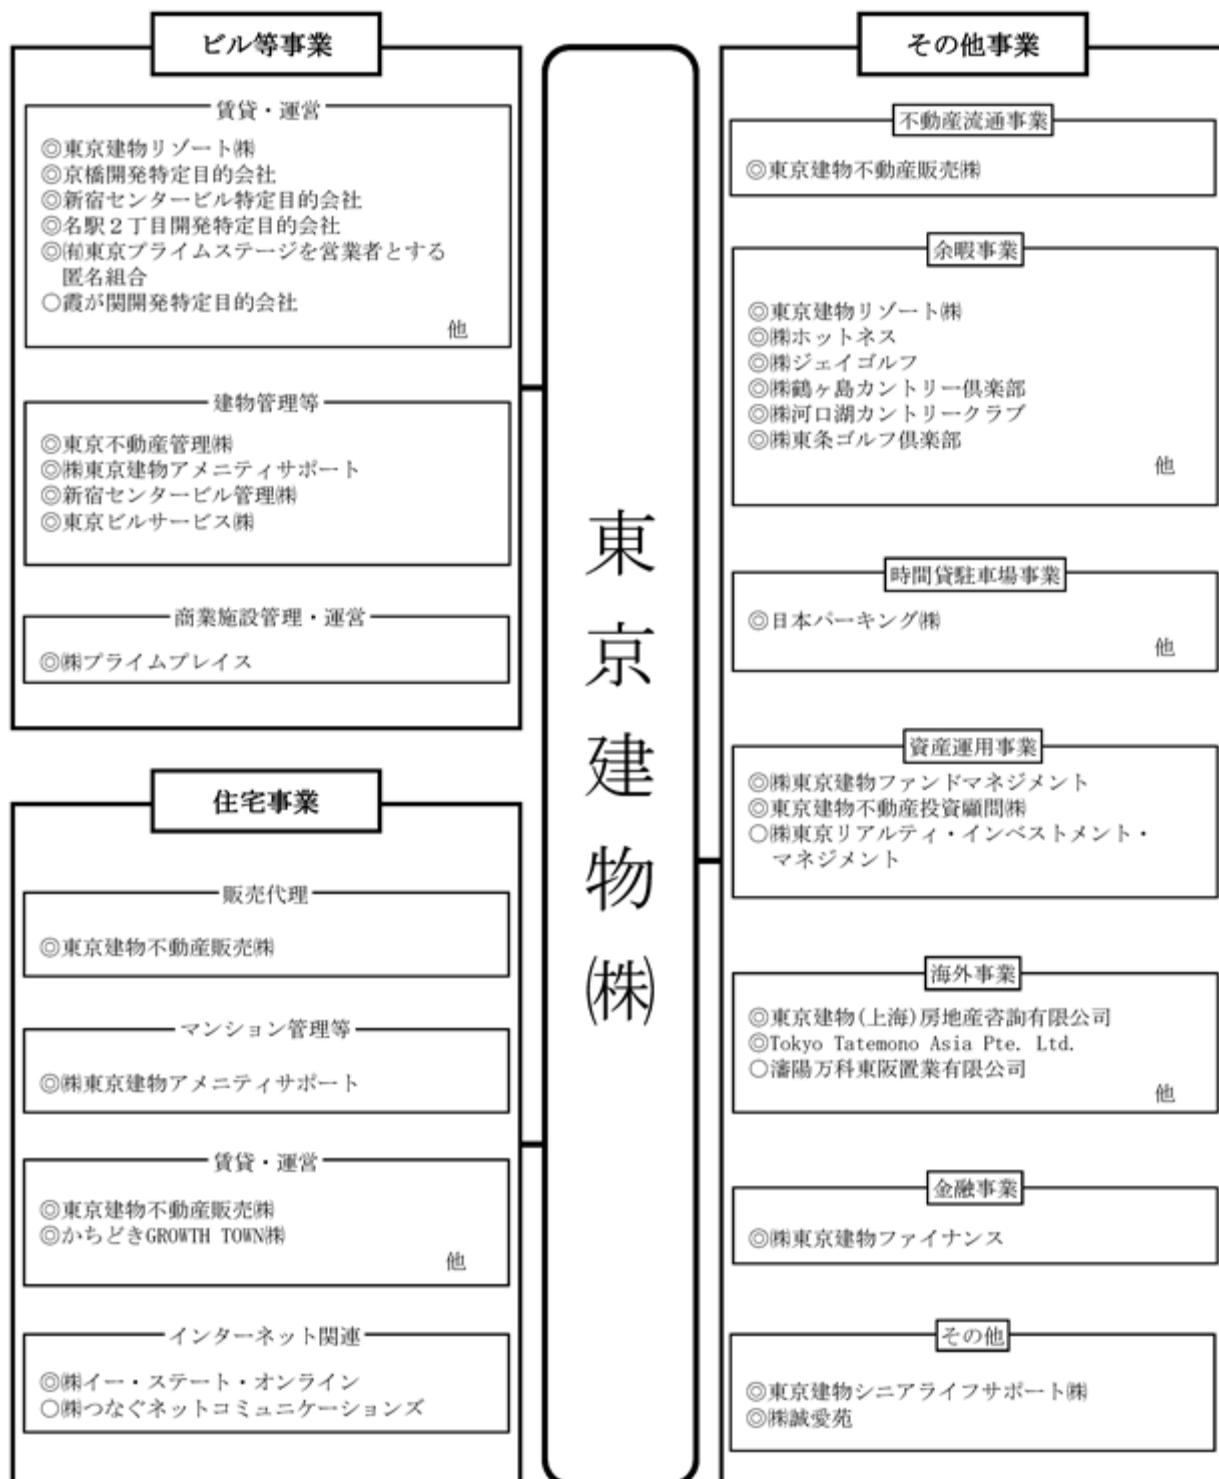 ビル等事業
賃貸・運営
◎東京建物リゾート㈱
◎京橋開発特定目的会社
◎新宿センタービル特定目的会社
◎名駅２丁目開発特定目的会社
◎㈲東京プライムステージを営業者とする
匿名組合
○霞が関開発特定目的会社
他
建物管理等
◎東京不動産管理㈱
◎㈱東京建物アメニティサポート
◎新宿センタービル管理㈱
◎東京ビルサービス㈱
商業施設管理・運営
◎㈱プライムプレイス
住宅事業
販売代理
◎東京建物不動産販売㈱
マンション管理等
◎㈱東京建物アメニティサポート
賃貸・運営
◎東京建物不動産販売㈱
◎かちどきGROWTH TOWN㈱
他
インターネット関連
◎㈱イー・ステート・オンライン
○㈱つなぐネットコミュニケーションズ
東京建物㈱
その他事業
不動産流通事業
◎東京建物不動産販売㈱
余暇事業
◎東京建物リゾート㈱
◎㈱ホットネス
◎㈱ジェイゴルフ
◎㈱鶴ヶ島カントリー倶楽部
◎㈱河口湖カントリークラブ
◎㈱東条ゴルフ倶楽部
他
時間貸駐車場事業
◎日本パーキング㈱
他
資産運用事業
◎㈱東京建物ファンドマネジメント
◎東京建物不動産投資顧問㈱
○㈱東京リアルティ・インベストメント・
マネジメント
海外事業
◎東京建物(上海)房地産咨詢有限公司
◎Tokyo Tatemono Asia Pte. Ltd.
○瀋陽万科東阪置業有限公司
他
金融事業
◎㈱東京建物ファイナンス
その他
◎東京建物シニアライフサポート㈱
◎㈱誠愛苑